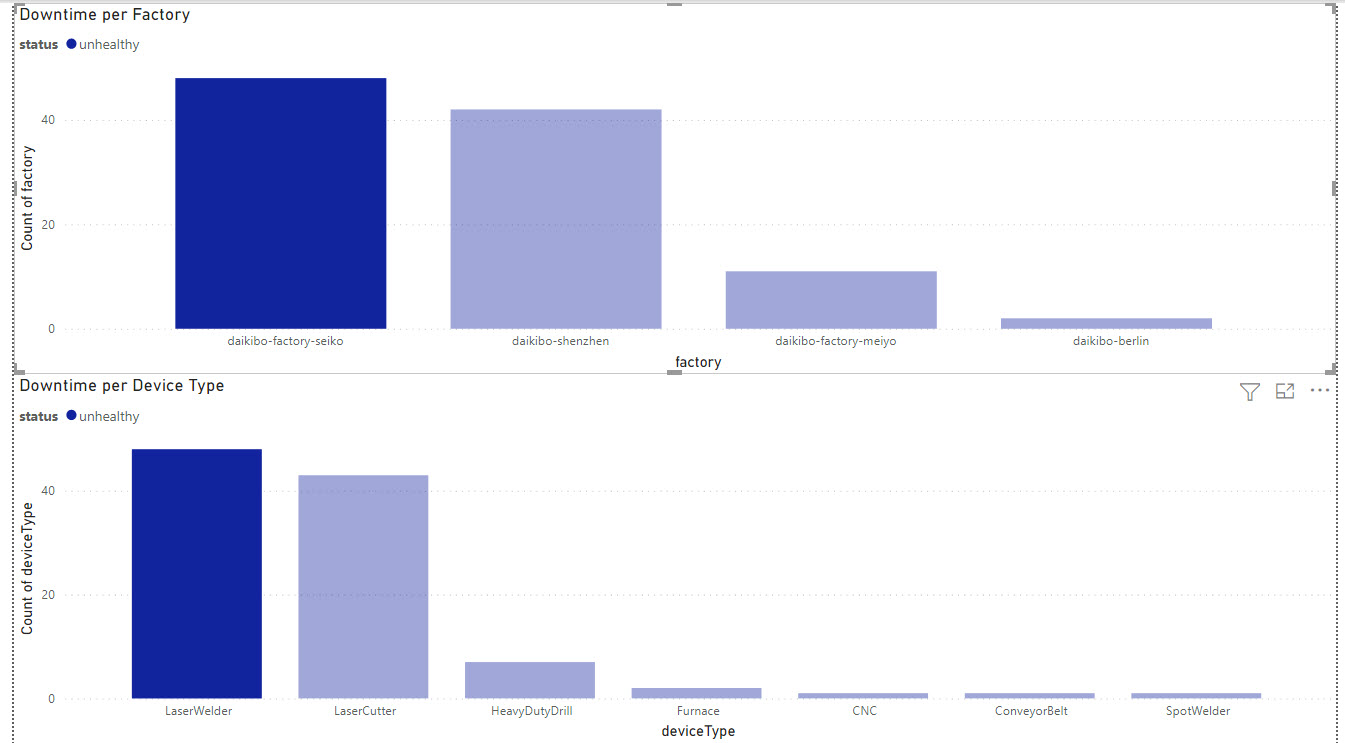 Downtime per Factory
status unhealthy
40
20
0
Count of factory
daikibo-factory-seiko daikibo-shenzhen daikibo-factory-meiyo daikibo-berlin
factory
Downtime per Device Type
status unhealthy
40
20
0
Count of deviceType
LaserWelder LaserCutter HeavyDutyDrill Furnace CNC ConveyorBelt SpotWelder
deviceType